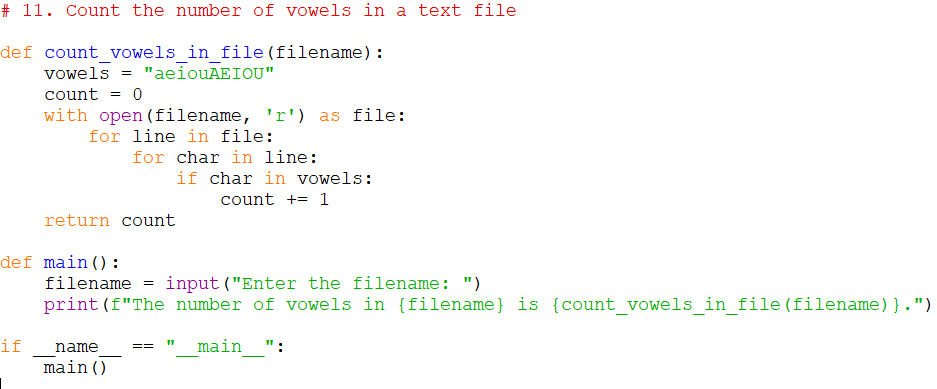 # 11. Count the number of vowels in a text file

def count_vowels_in_file(filename):
    vowels = "aeiouAEIOU"
    count = 0
    with open(filename, 'r') as file:
        for line in file:
            for char in line:
                if char in vowels:
                    count += 1
    return count

def main():
    filename = input("Enter the filename: ")
    print(f"The number of vowels in {filename} is {count_vowels_in_file(filename)}.")

if __name__ == "__main__":
    main()